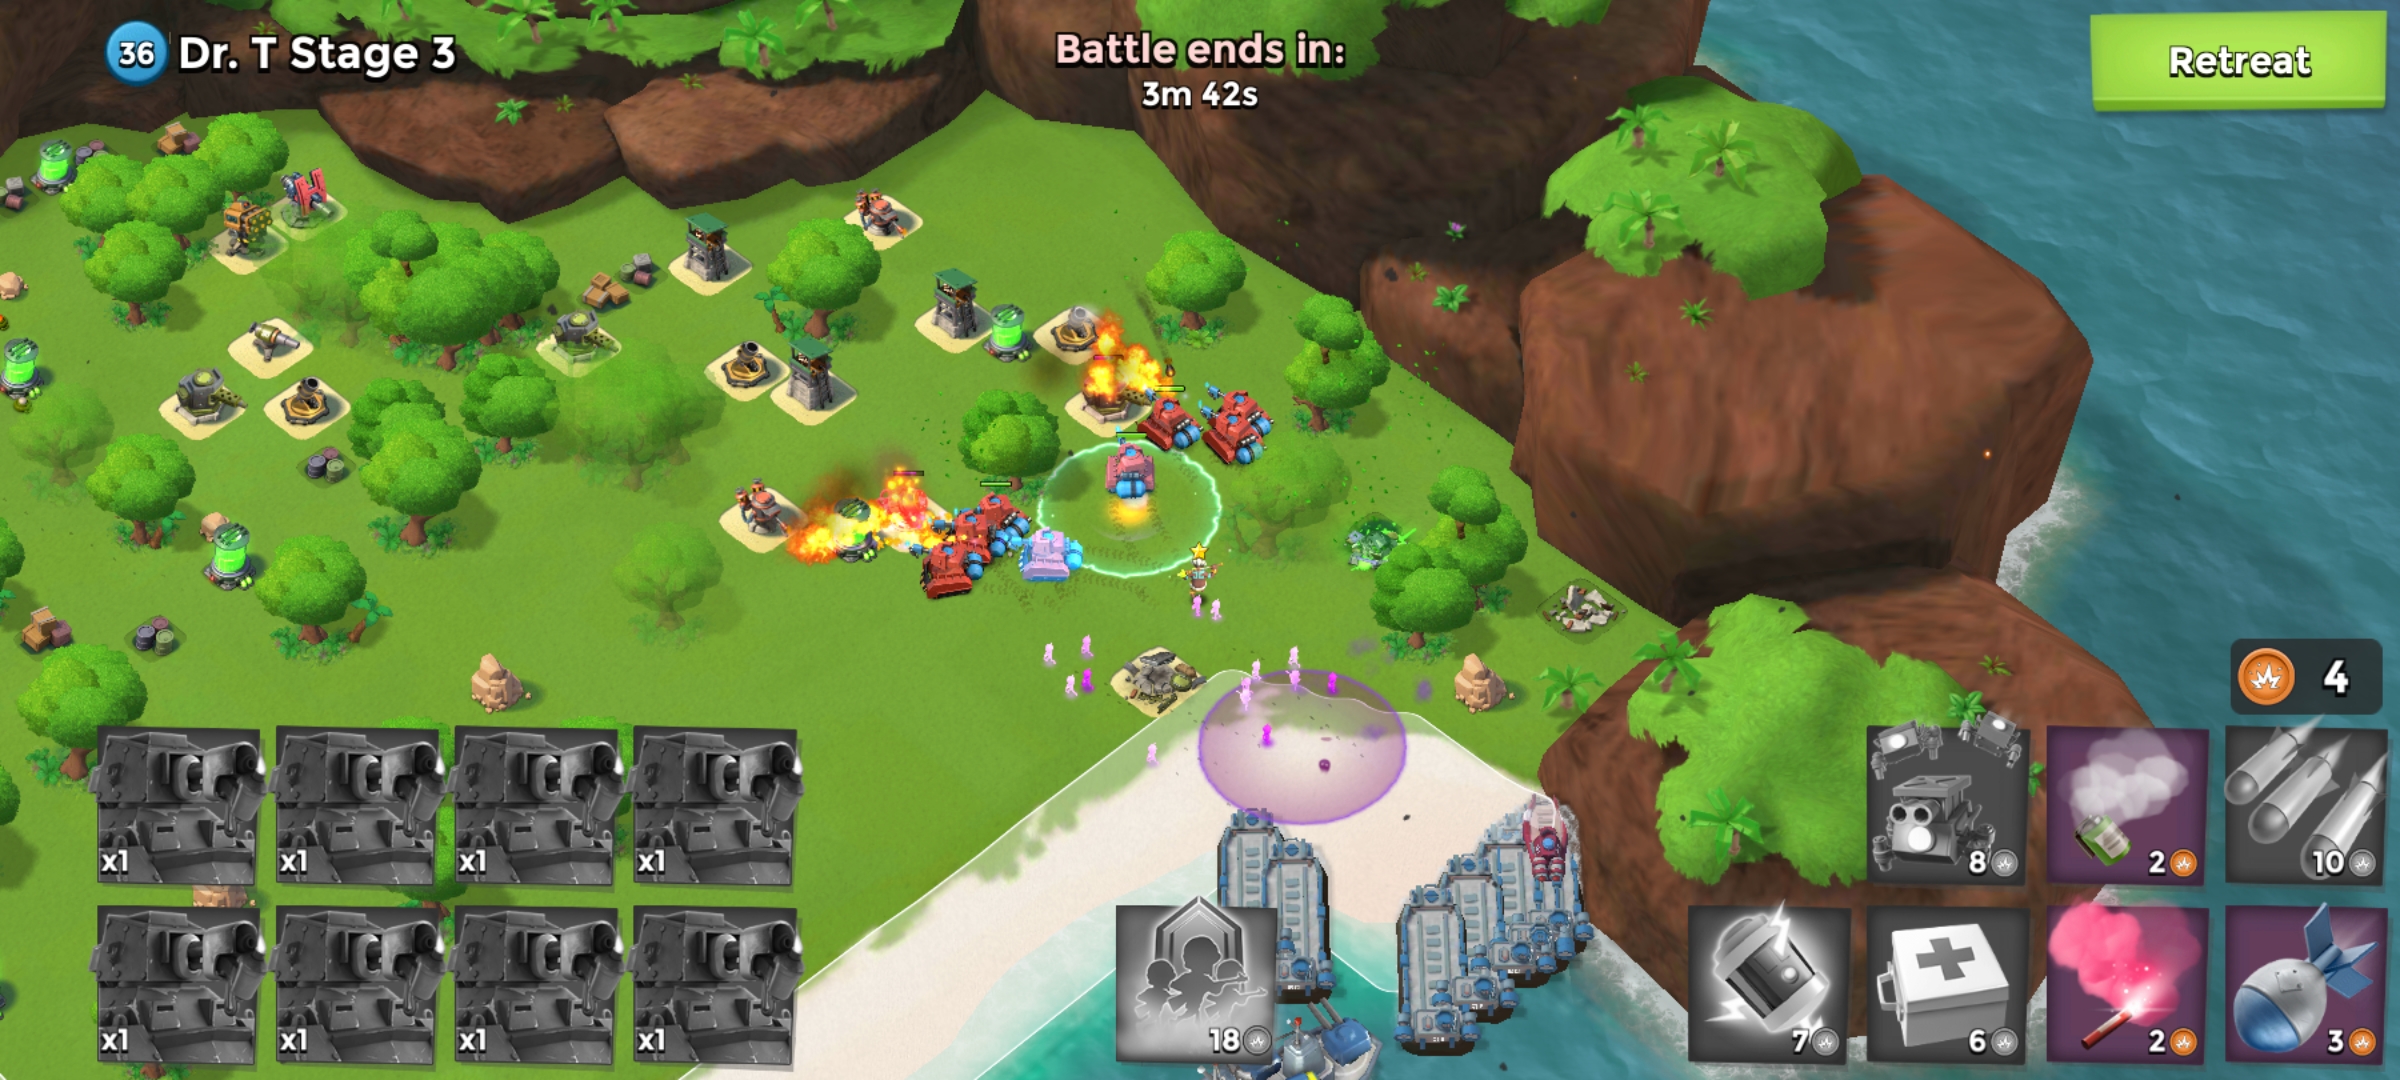 36 Dr. T Stage 3
Battle ends in:
3m 42s
Retreat
4
x1 x1 x1 x1
8 2 10
x1 x1 x1 x1
18 7 6 2 3